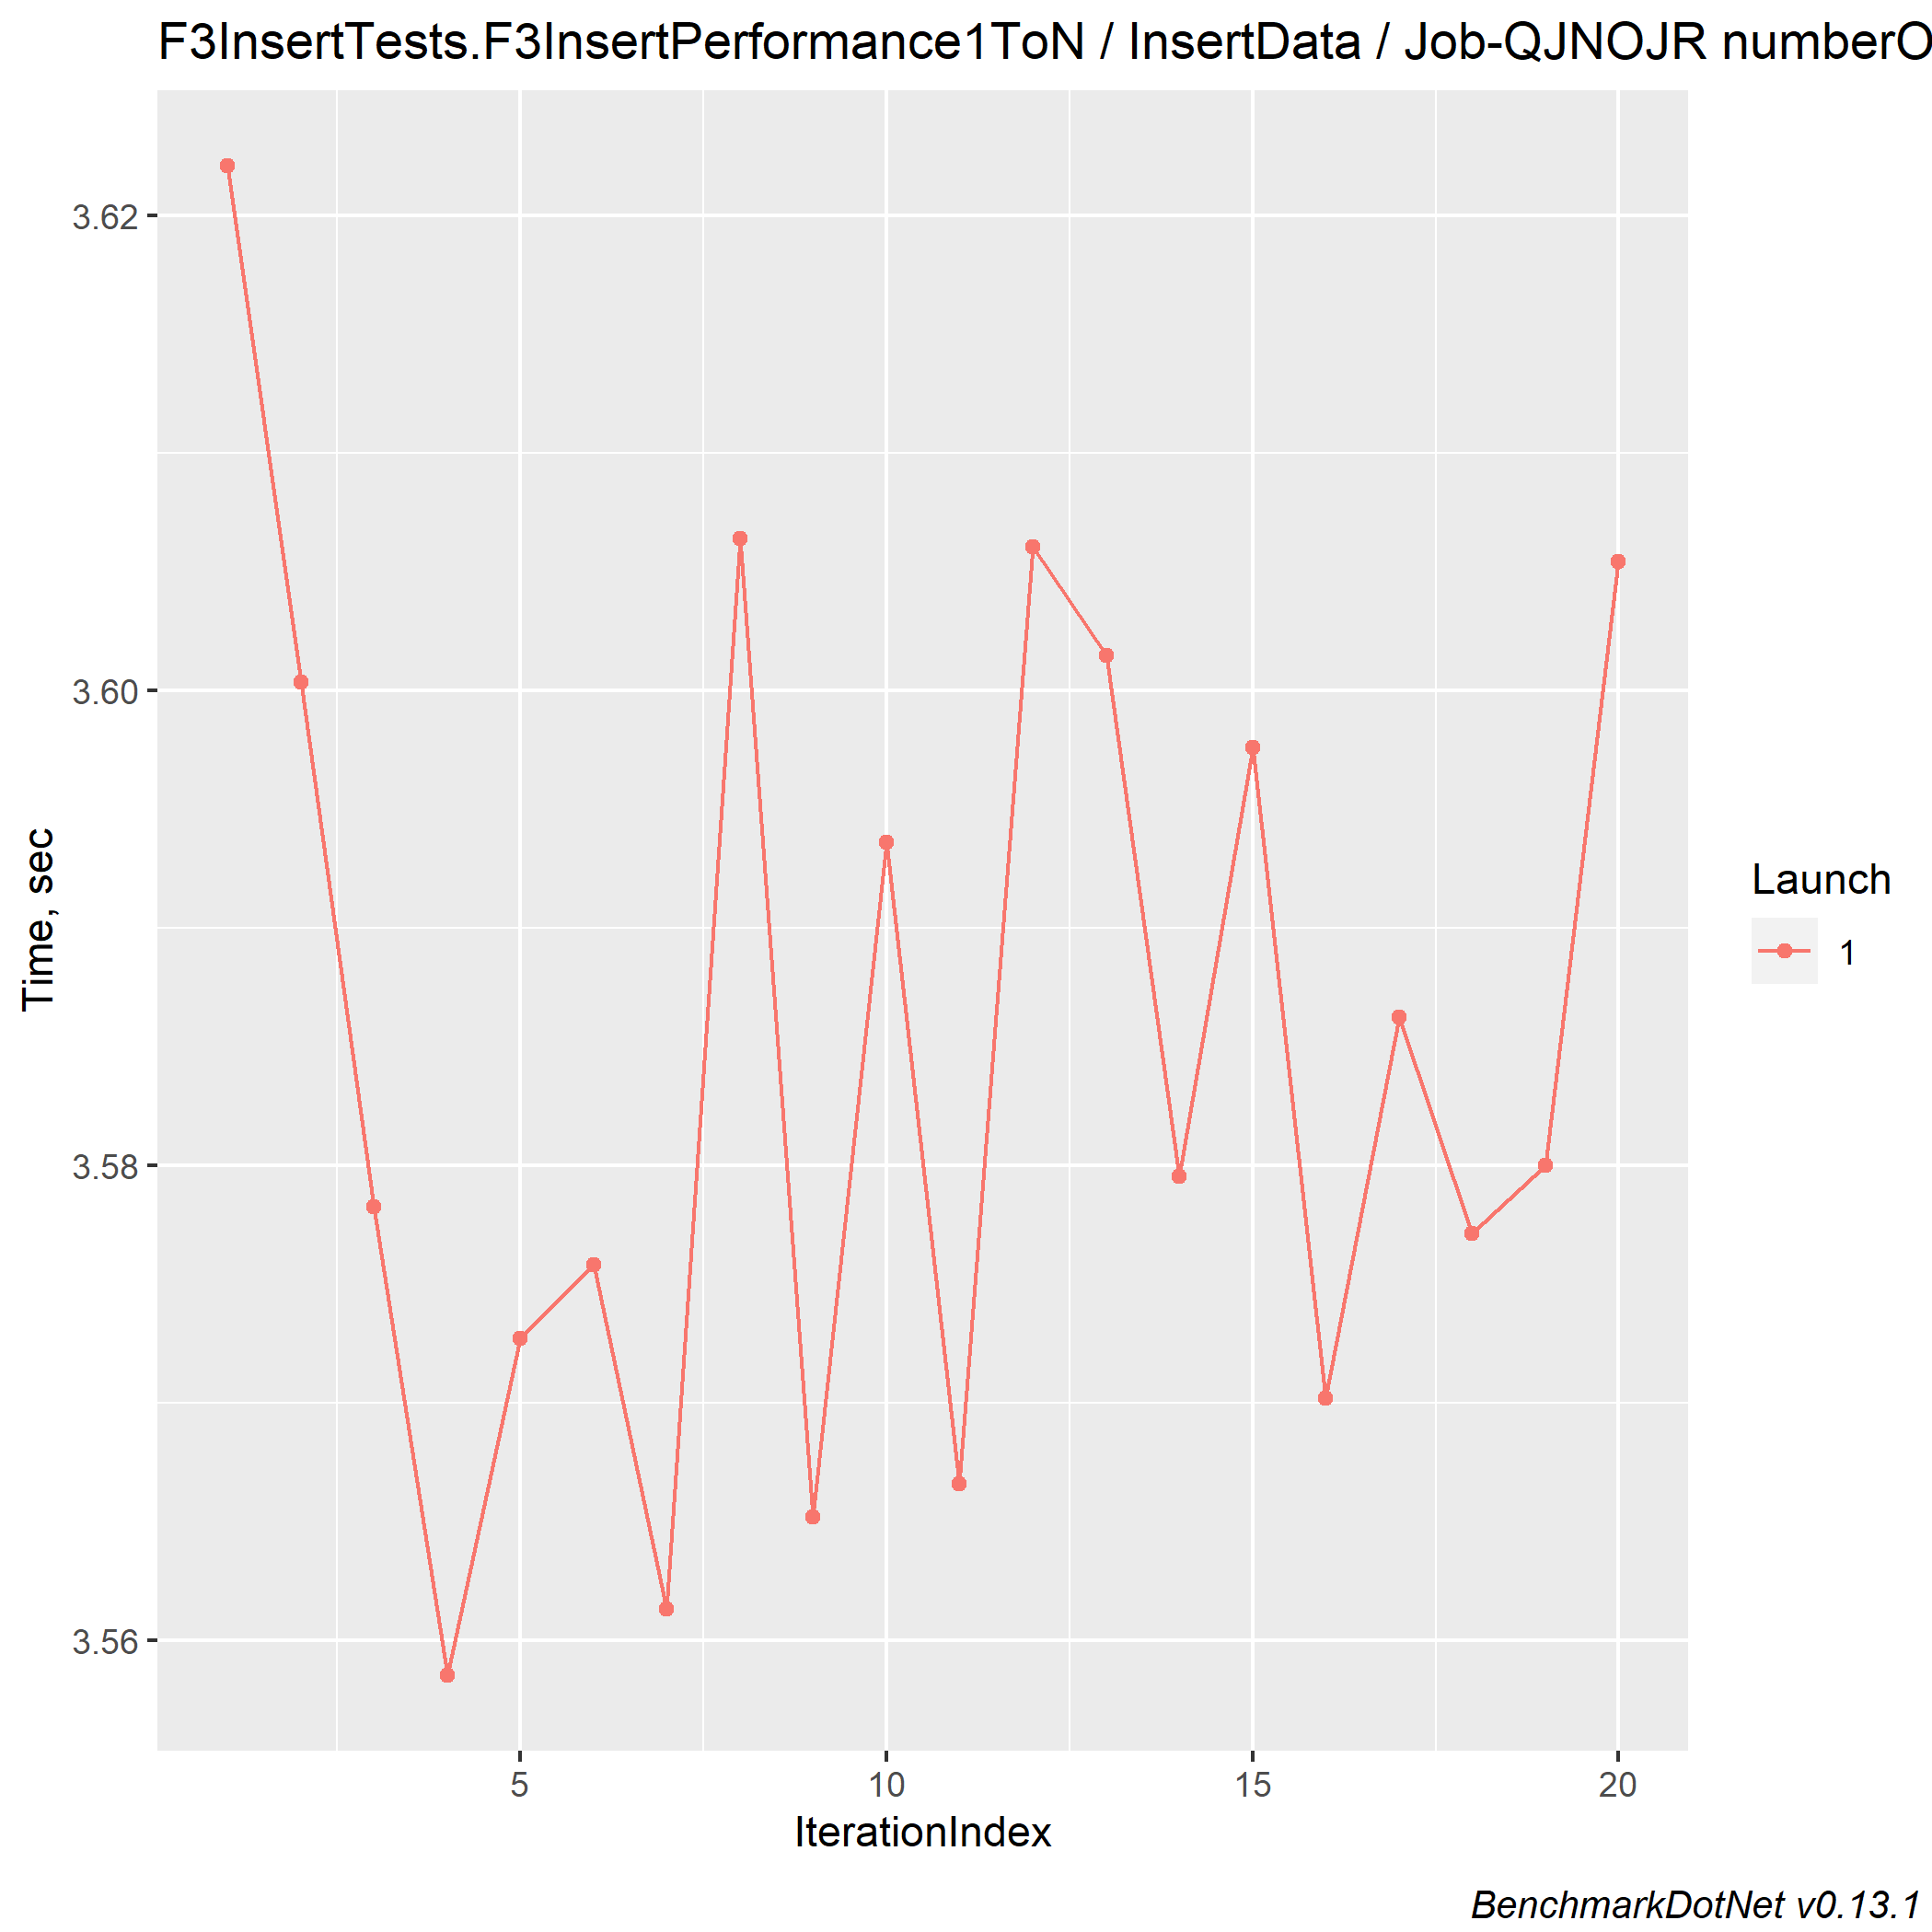 F3InsertTests.F3InsertPerformance1ToN / InsertData / Job-QJNOJR numberO
3.62
3.60
3.58
3.56
Time, sec
5 10 15 20
IterationIndex
Launch
1
BenchmarkDotNet v0.13.1